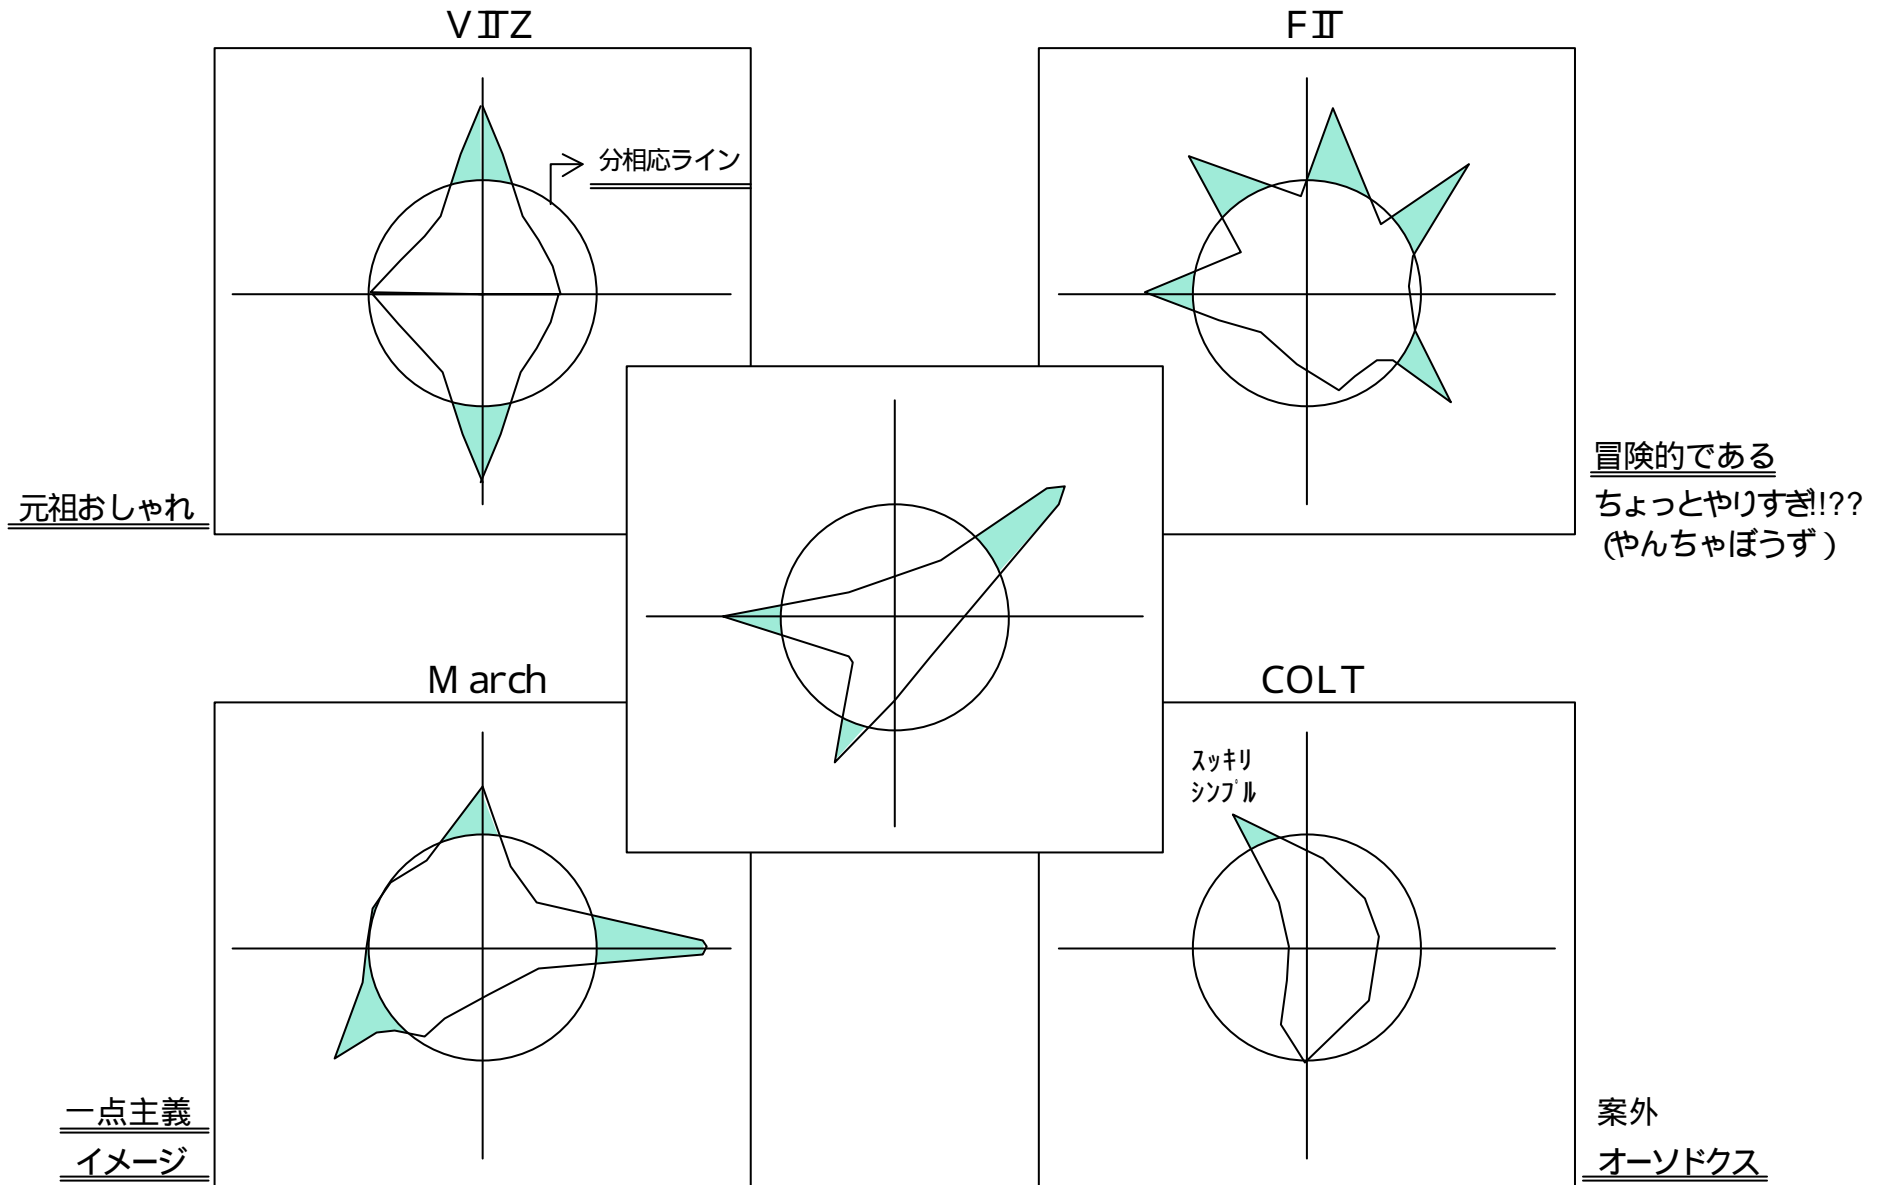 VITZ
FIT
分相応ライン
元祖おしゃれ
冒険的である
ちょっとやりすぎ!!??
(やんちゃぼうず)
March
COLT
ｽｯｷﾘ
ｼﾝﾌﾟﾙ
一点主義
イメージ
案外
オーソドクス